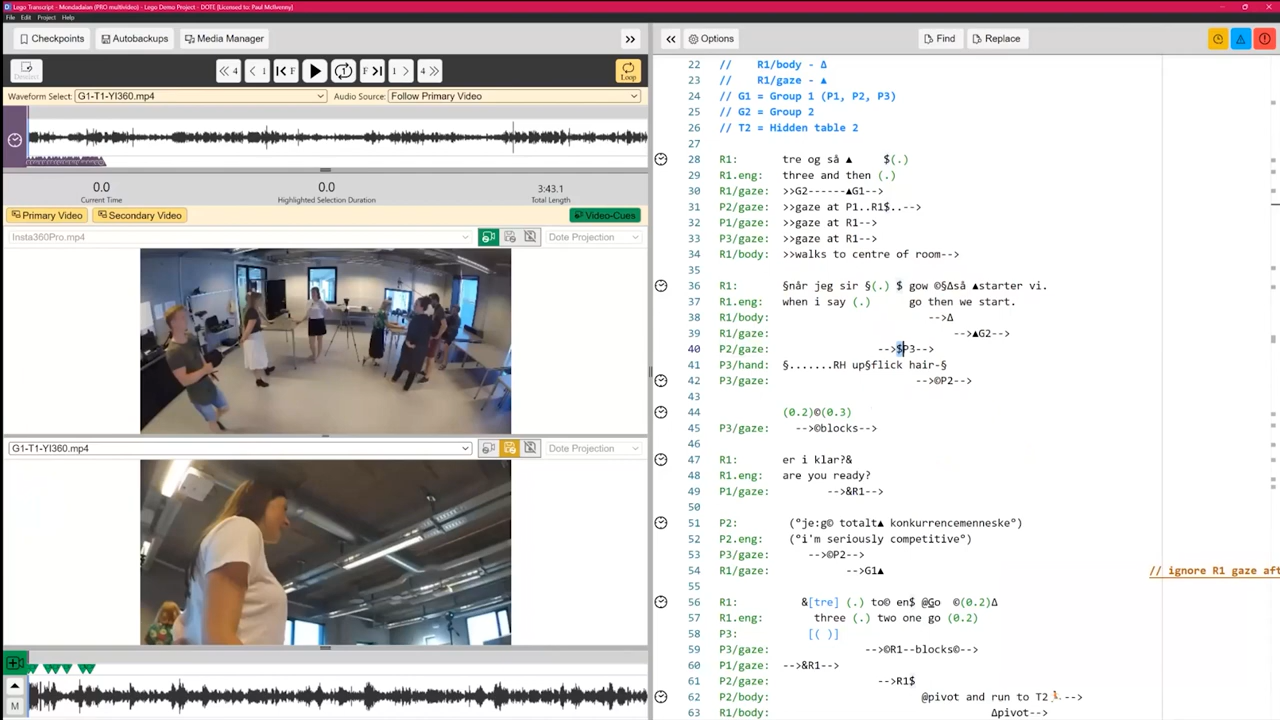 Lego Transcript - Mondadaian (PRO multivideo) - Lego Demo Project - DOTE [Licensed to: Paul McIlvenny]
File Edit Project Help
Checkpoints Autobackups Media Manager
Deselect 4 1 F 1 F 1 4 Loop
Waveform Select: G1-T1-YI360.mp4 Audio Source: Follow Primary Video
0.0 0.0 3:43.1
Current Time Highlighted Selection Duration Total Length
Primary Video Secondary Video Video-Cues
Insta360Pro.mp4 Dote Projection
G1-T1-YI360.mp4 Dote Projection
M
Options Find Replace
22 // R1/body - Δ
23 // R1/gaze - ▲
24 // G1 = Group 1 (P1, P2, P3)
25 // G2 = Group 2
26 // T2 = Hidden table 2
27
28 R1: tre og så ▲ $(.)
29 R1.eng: three and then (.)
30 R1/gaze: >>G2------▲G1-->
31 P2/gaze: >>gaze at P1..R1$..-->
32 P1/gaze: >>gaze at R1-->
33 P3/gaze: >>gaze at R1-->
34 R1/body: >>walks to centre of room-->
35
36 R1: §når jeg sir §(.) $ gow ©§Δså ▲starter vi.
37 R1.eng: when i say (.) go then we start.
38 R1/body: -->Δ
39 R1/gaze: -->▲G2-->
40 P2/gaze: -->$P3-->
41 P3/hand: §.......RH up§flick hair-§
42 P3/gaze: -->©P2-->
43
44 (0.2)©(0.3)
45 P3/gaze: -->©blocks-->
46
47 R1: er i klar?&
48 R1.eng: are you ready?
49 P1/gaze: -->&R1-->
50
51 P2: (°je:g© totalt▲ konkurrencemenneske°)
52 P2.eng: (°i'm seriously competitive°)
53 P3/gaze: -->©P2-->
54 R1/gaze: -->G1▲
// ignore R1 gaze aft
55
56 R1: &[tre] (.) to© en$ @Go ©(0.2)Δ
57 R1.eng: three (.) two one go (0.2)
58 P3: [( )]
59 P3/gaze: -->©R1--blocks©-->
60 P1/gaze: -->&R1-->
61 P2/gaze: -->R1$
62 P2/body: @pivot and run to T2 -->
63 R1/body: Δpivot-->